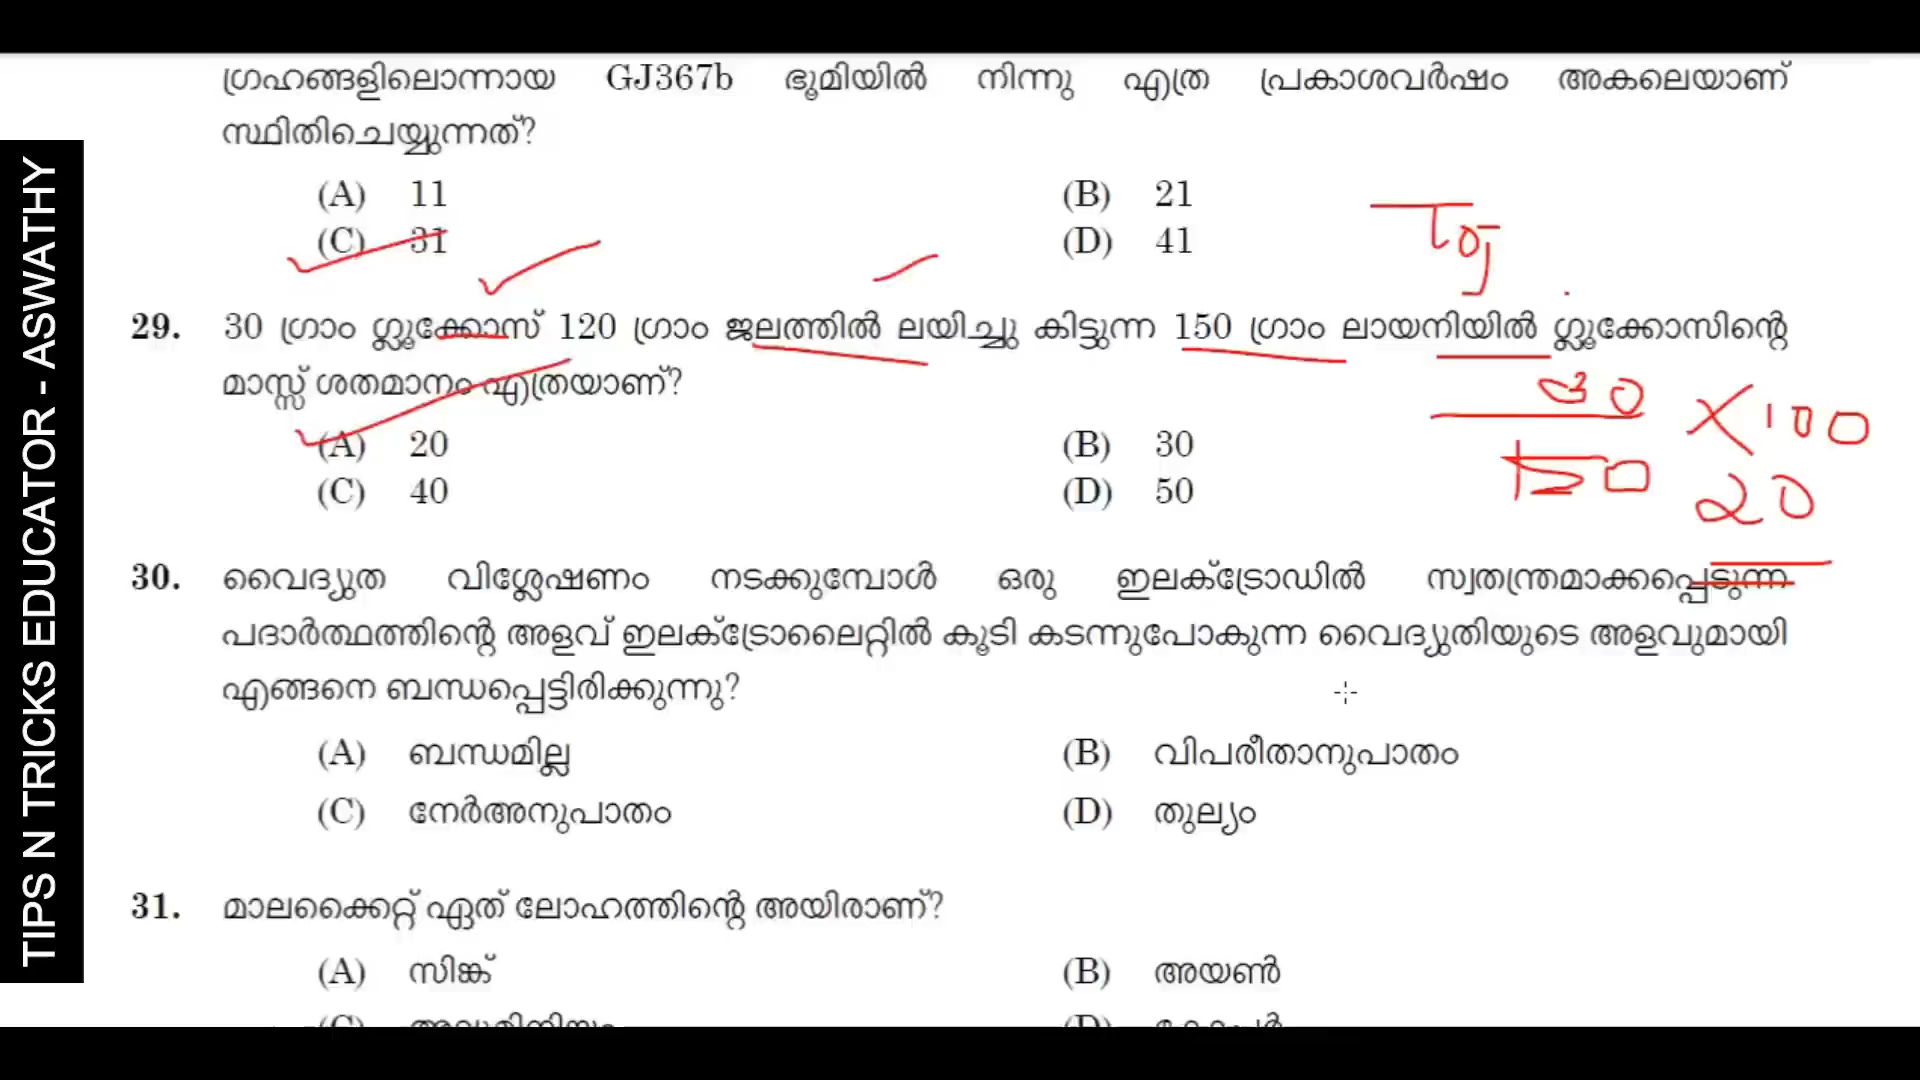 ഗ്രഹങ്ങളിലൊന്നായ GJ367b ഭൂമിയിൽ നിന്നു എത്ര പ്രകാശവർഷം അകലെയാണ്
സ്ഥിതിചെയ്യുന്നത്?
(A) 11 (B) 21
(C) 31 (D) 41
29. 30 ഗ്രാം ഗ്ലൂക്കോസ് 120 ഗ്രാം ജലത്തിൽ ലയിച്ചു കിട്ടുന്ന 150 ഗ്രാം ലായനിയിൽ ഗ്ലൂക്കോസിന്റെ
മാസ്സ് ശതമാനം എത്രയാണ്?
30 × 100
150
20
(A) 20 (B) 30
(C) 40 (D) 50
30. വൈദ്യുത വിശ്ലേഷണം നടക്കുമ്പോൾ ഒരു ഇലക്ട്രോഡിൽ സ്വതന്ത്രമാക്കപ്പെടുന്ന
പദാർത്ഥത്തിന്റെ അളവ് ഇലക്ട്രോലൈറ്റിൽ കൂടി കടന്നുപോകുന്ന വൈദ്യുതിയുടെ അളവുമായി
എങ്ങനെ ബന്ധപ്പെട്ടിരിക്കുന്നു?
(A) ബന്ധമില്ല (B) വിപരീതാനുപാതം
(C) നേർഅനുപാതം (D) തുല്യം
31. മാലക്കൈറ്റ് ഏത് ലോഹത്തിന്റെ അയിരാണ്?
(A) സിങ്ക് (B) അയൺ
TIPS N TRICKS EDUCATOR - ASWATHY